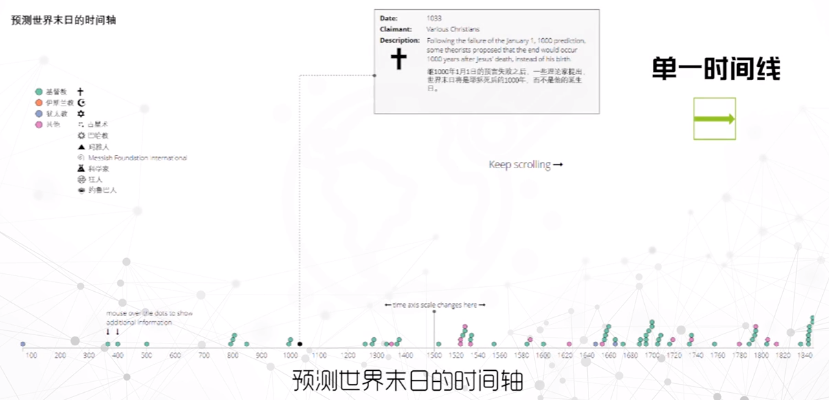 预测世界末日的时间轴
Date: 1033
Claimant: Various Christians
Description: Following the failure of the January 1, 1000 prediction,
some theorists proposed that the end would occur
1000 years after Jesus' death, instead of his birth.
继1000年1月1日的预言失败之后，一些理论家提出，
世界末日将是耶稣死后的1000年，而不是他的诞生
日。
单一时间线
基督教
伊斯兰教
犹太教
其他
占星术
巴哈教
玛雅人
Messiah Foundation International
科学家
狂人
约鲁巴人
Keep scrolling
mouse over the dots to show
additional information
time axis scale changes here
100 200 300 400 500 600 700 800 900 1000 1100 1200 1300 1400 1500 1520 1540 1560 1580 1600 1620 1640 1660 1680 1700 1720 1740 1760 1780 1800 1820 1840
预测世界末日的时间轴